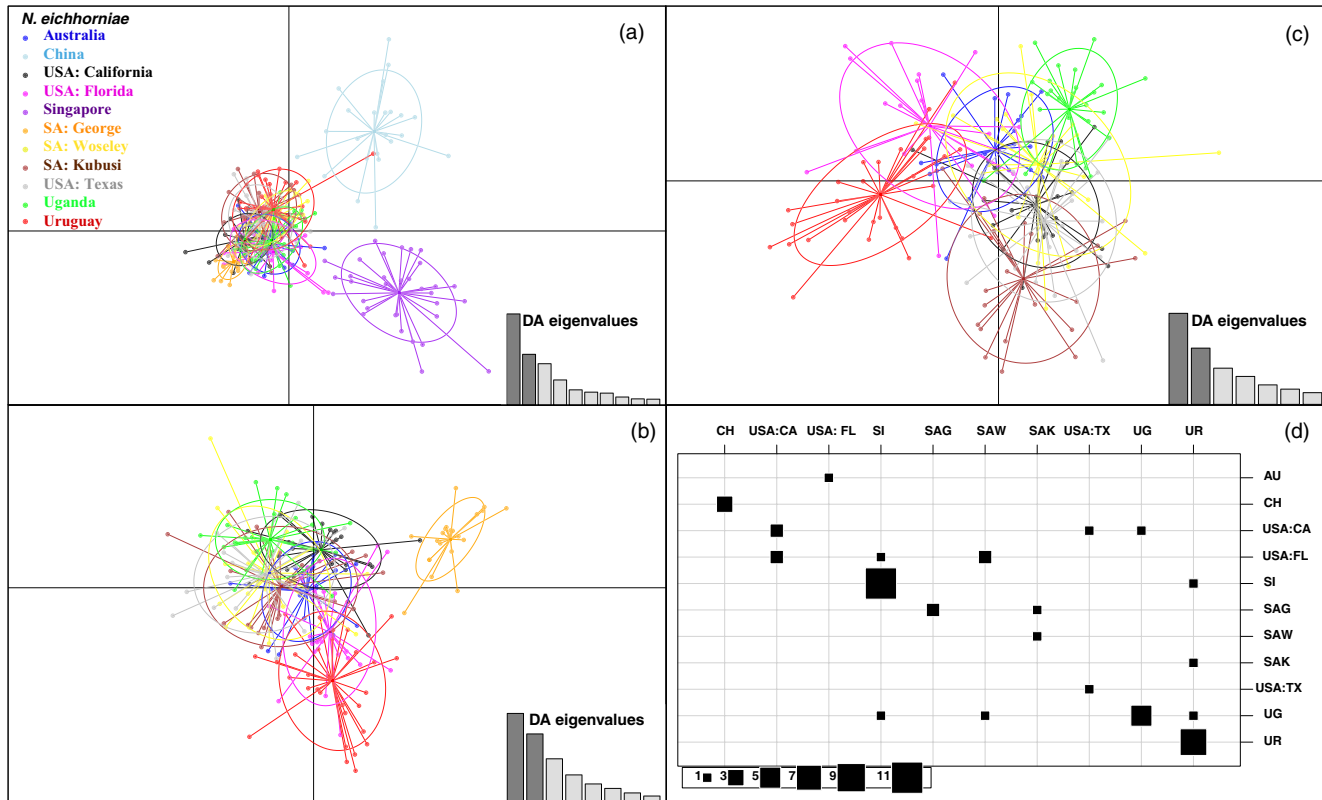 N. eichhorniae
Australia
China
USA: California
USA: Florida
Singapore
SA: George
SA: Woseley
SA: Kubusi
USA: Texas
Uganda
Uruguay
(a)
DA eigenvalues
(c)
DA eigenvalues
(b)
DA eigenvalues
(d)
CH USA:CA USA: FL SI SAG SAW SAK USA:TX UG UR
AU
CH
USA:CA
USA:FL
SI
SAG
SAW
SAK
USA:TX
UG
UR
1 3 5 7 9 11